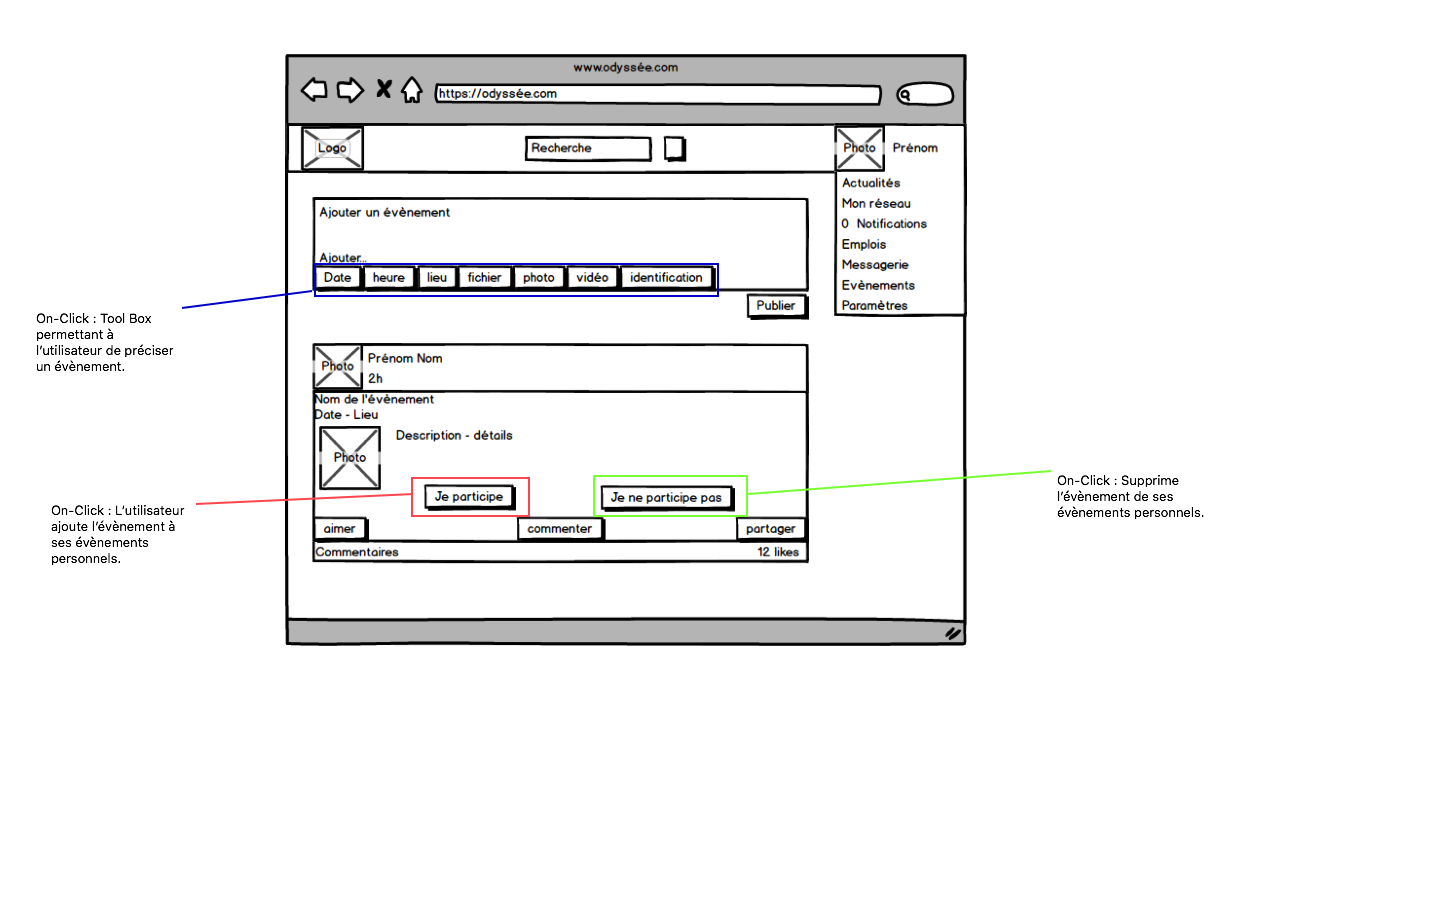 www.odyssée.com
https://odyssée.com
Logo
Recherche
Photo
Prénom
Actualités
Mon réseau
0 Notifications
Emplois
Messagerie
Evènements
Paramètres
Ajouter un évènement
Ajouter...
Date
heure
lieu
fichier
photo
vidéo
identification
Publier
On-Click : Tool Box
permettant à
l'utilisateur de préciser
un évènement.
Photo
Prénom Nom
2h
Nom de l'évènement
Date - Lieu
Photo
Description - détails
Je participe
Je ne participe pas
On-Click : Supprime
l'évènement de ses
évènements personnels.
On-Click : L'utilisateur
ajoute l'évènement à
ses évènements
personnels.
aimer
commenter
partager
Commentaires
12 likes